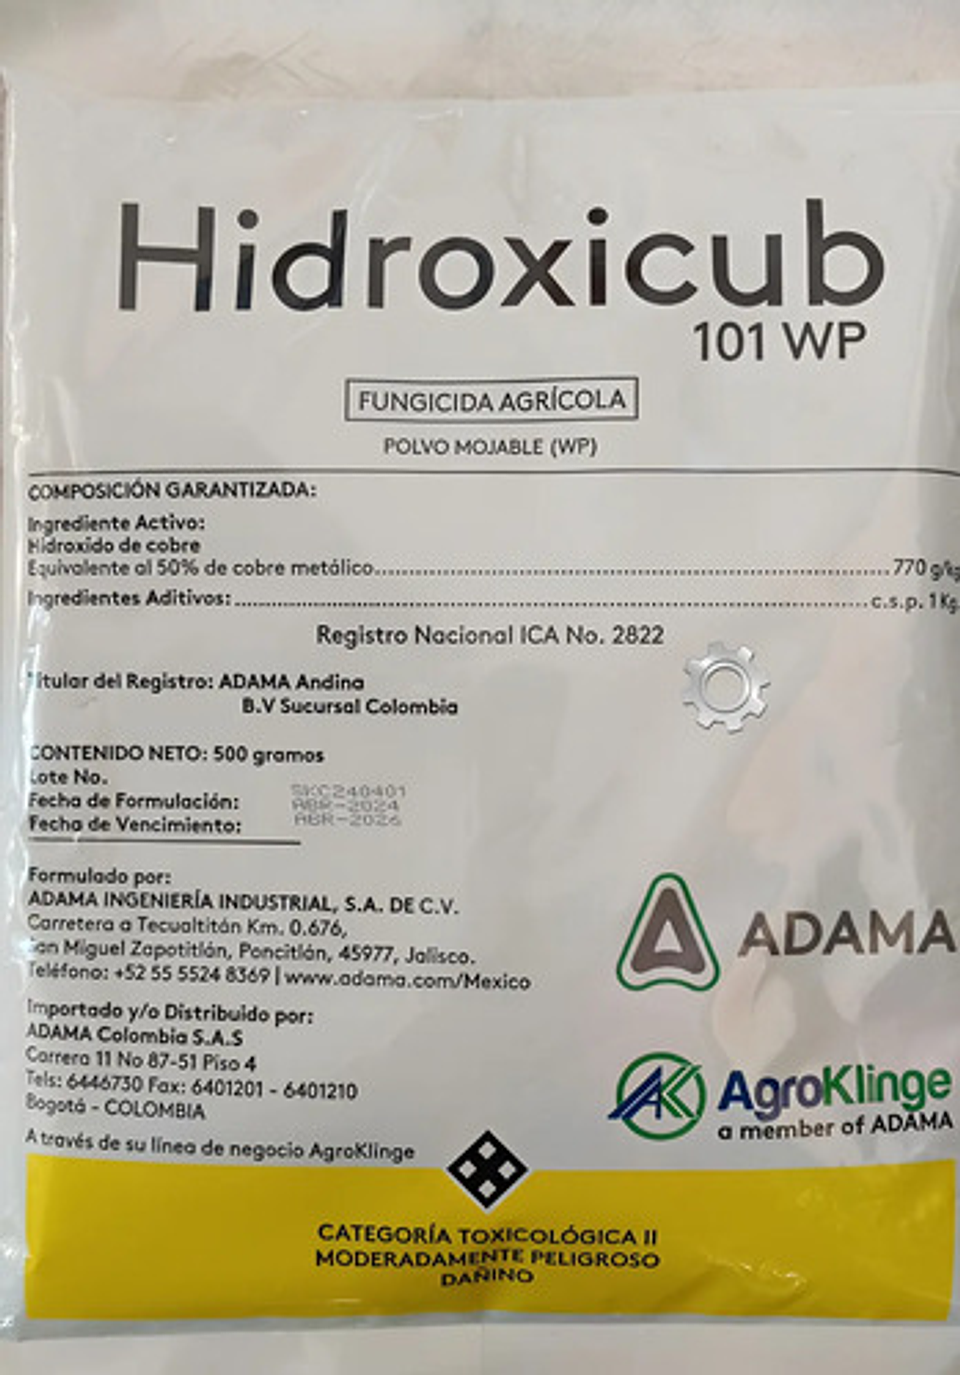 Hidroxicub
101 WP
FUNGICIDA AGRÍCOLA
POLVO MOJABLE (WP)
COMPOSICIÓN GARANTIZADA:
Ingrediente Activo:
Hidroxido de cobre
Equivalente al 50% de cobre metálico....................770 g/kg
Ingredientes Aditivos:....................c.s.p. 1 Kg.
Registro Nacional ICA No. 2822
Titular del Registro: ADAMA Andina
B.V Sucursal Colombia
CONTENIDO NETO: 500 gramos
Lote No. SKC240401
Fecha de Formulación: ABR-2024
Fecha de Vencimiento: ABR-2026
Formulado por:
ADAMA INGENIERÍA INDUSTRIAL, S.A. DE C.V.
Carretera a Tecualtitán Km. 0.676,
San Miguel Zapotitlán, Poncitlán, 45977, Jalisco.
Teléfono: +52 55 5524 8369 | www.adama.com/Mexico
ADAMA
Importado y/o Distribuido por:
ADAMA Colombia S.A.S
Carrera 11 No 87-51 Piso 4
Tels: 6446730 Fax: 6401201 - 6401210
Bogotá - COLOMBIA
A través de su línea de negocio AgroKlinge
AK AgroKlinge
a member of ADAMA
CATEGORÍA TOXICOLÓGICA II
MODERADAMENTE PELIGROSO
DAÑINO